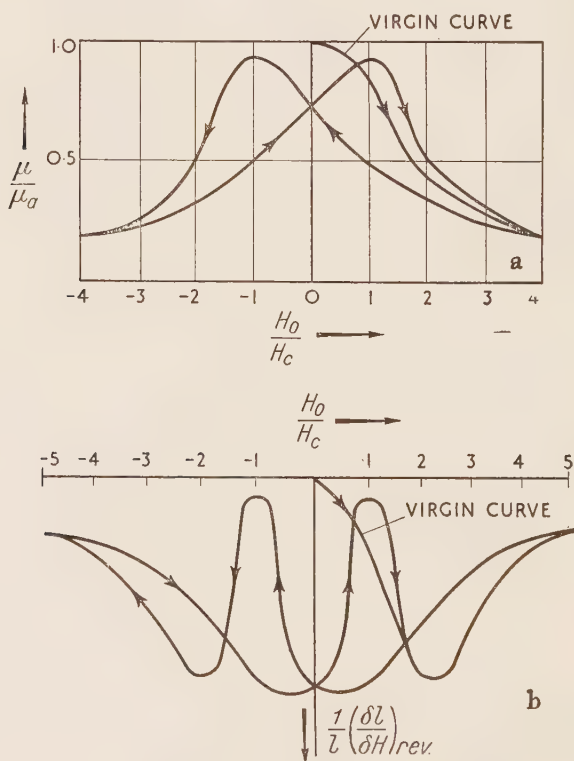 VIRGIN CURVE
1·0
0·5
μ/μa
a
-4 -3 -2 -1 0 1 2 3 4
H0/Hc
H0/Hc
-5 -4 -3 -2 -1 1 2 3 4 5
VIRGIN CURVE
b
1/l (δl/δH)rev.